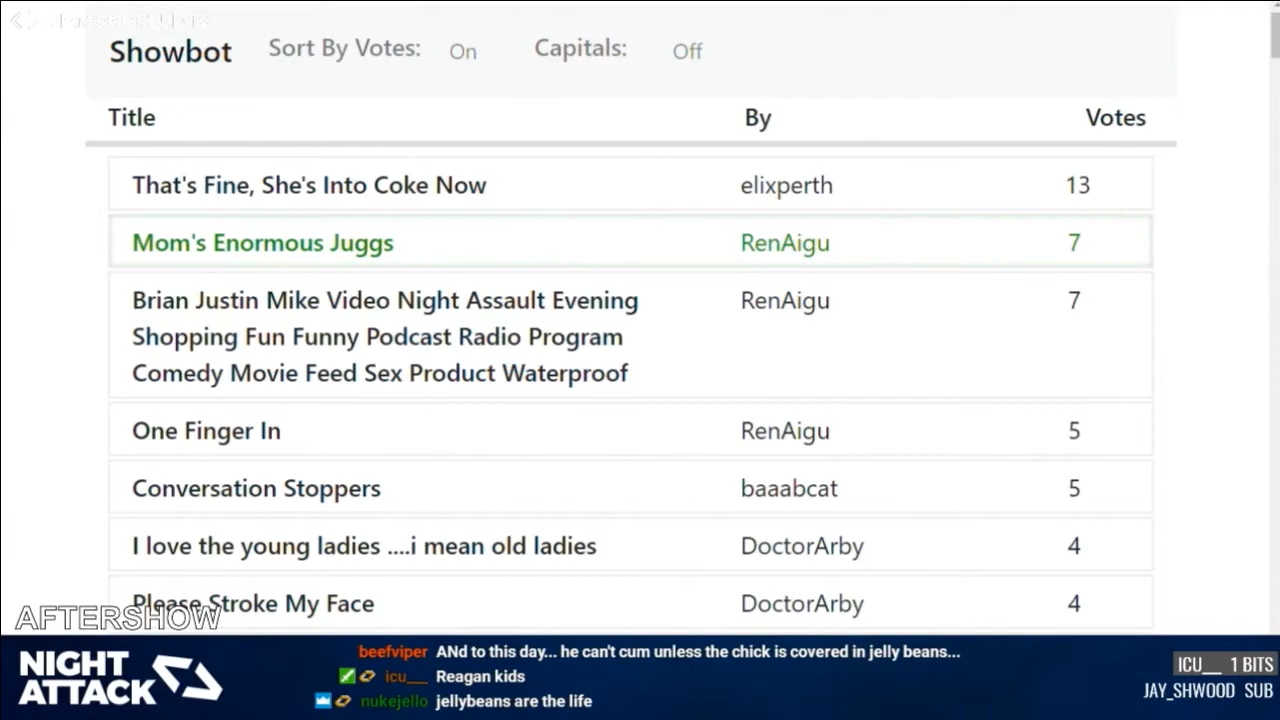 Showbot Sort By Votes: On Capitals: Off
Title By Votes
That's Fine, She's Into Coke Now elixperth 13
Mom's Enormous Juggs RenAigu 7
Brian Justin Mike Video Night Assault Evening RenAigu 7
Shopping Fun Funny Podcast Radio Program
Comedy Movie Feed Sex Product Waterproof
One Finger In RenAigu 5
Conversation Stoppers baaabcat 5
I love the young ladies ....i mean old ladies DoctorArby 4
Please Stroke My Face DoctorArby 4
AFTERSHOW
NIGHT
ATTACK
beefviper ANd to this day... he can't cum unless the chick is covered in jelly beans...
icu__ Reagan kids
nukejello jellybeans are the life
ICU__ 1 BITS
JAY_SHWOOD SUB